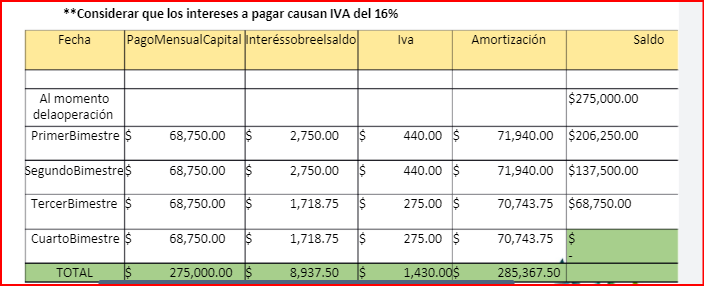 **Considerar que los intereses a pagar causan IVA del 16%
Fecha PagoMensualCapital Interéssobreelsaldo Iva Amortización Saldo
Al momento
delaoperación $275,000.00
PrimerBimestre $ 68,750.00 $ 2,750.00 $ 440.00 $ 71,940.00 $206,250.00
SegundoBimestre $ 68,750.00 $ 2,750.00 $ 440.00 $ 71,940.00 $137,500.00
TercerBimestre $ 68,750.00 $ 1,718.75 $ 275.00 $ 70,743.75 $68,750.00
CuartoBimestre $ 68,750.00 $ 1,718.75 $ 275.00 $ 70,743.75 $
-
TOTAL $ 275,000.00 $ 8,937.50 $ 1,430.00 $ 285,367.50